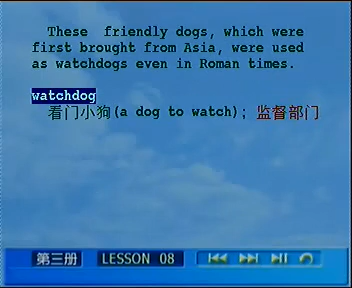 These friendly dogs, which were
first brought from Asia, were used
as watchdogs even in Roman times.
watchdog
看门小狗(a dog to watch); 监督部门
第三册 LESSON 08